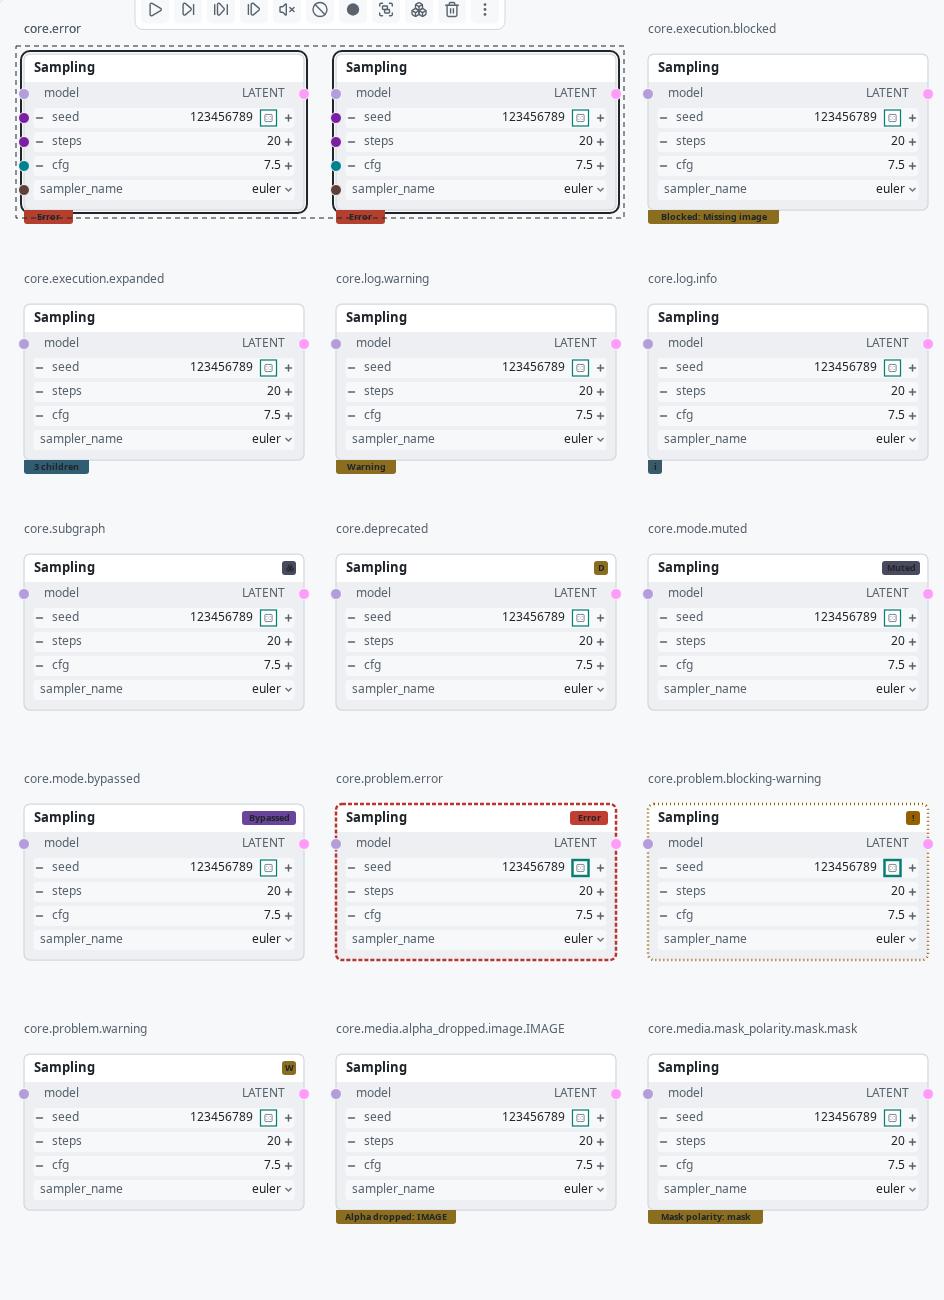 core.error
core.execution.blocked
Sampling
Sampling
Sampling
model LATENT
model LATENT
model LATENT
− seed 123456789 +
− seed 123456789 +
− seed 123456789 +
− steps 20 +
− steps 20 +
− steps 20 +
− cfg 7.5 +
− cfg 7.5 +
− cfg 7.5 +
sampler_name euler
sampler_name euler
sampler_name euler
Error
Error
Blocked: Missing image
core.execution.expanded
core.log.warning
core.log.info
Sampling
Sampling
Sampling
model LATENT
model LATENT
model LATENT
− seed 123456789 +
− seed 123456789 +
− seed 123456789 +
− steps 20 +
− steps 20 +
− steps 20 +
− cfg 7.5 +
− cfg 7.5 +
− cfg 7.5 +
sampler_name euler
sampler_name euler
sampler_name euler
3 children
Warning
i
core.subgraph
core.deprecated
core.mode.muted
Sampling
Sampling D
Sampling Muted
model LATENT
model LATENT
model LATENT
− seed 123456789 +
− seed 123456789 +
− seed 123456789 +
− steps 20 +
− steps 20 +
− steps 20 +
− cfg 7.5 +
− cfg 7.5 +
− cfg 7.5 +
sampler_name euler
sampler_name euler
sampler_name euler
core.mode.bypassed
core.problem.error
core.problem.blocking-warning
Sampling Bypassed
Sampling Error
Sampling !
model LATENT
model LATENT
model LATENT
− seed 123456789 +
− seed 123456789 +
− seed 123456789 +
− steps 20 +
− steps 20 +
− steps 20 +
− cfg 7.5 +
− cfg 7.5 +
− cfg 7.5 +
sampler_name euler
sampler_name euler
sampler_name euler
core.problem.warning
core.media.alpha_dropped.image.IMAGE
core.media.mask_polarity.mask.mask
Sampling W
Sampling
Sampling
model LATENT
model LATENT
model LATENT
− seed 123456789 +
− seed 123456789 +
− seed 123456789 +
− steps 20 +
− steps 20 +
− steps 20 +
− cfg 7.5 +
− cfg 7.5 +
− cfg 7.5 +
sampler_name euler
sampler_name euler
sampler_name euler
Alpha dropped: IMAGE
Mask polarity: mask